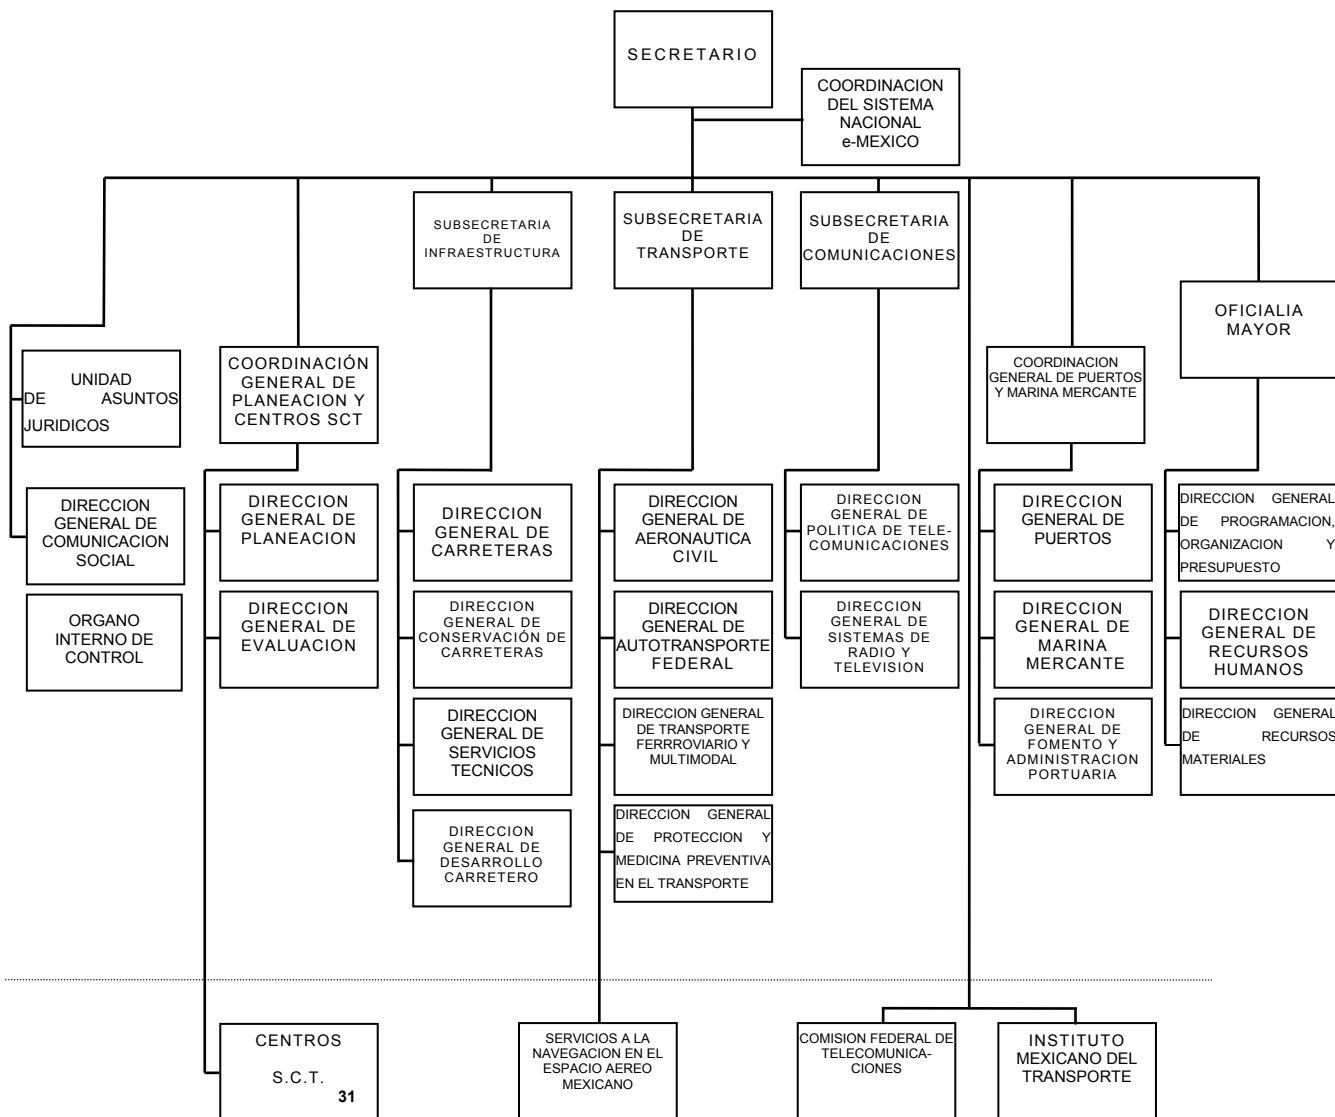 SECRETARIO
COORDINACION
DEL SISTEMA
NACIONAL
e-MEXICO
SUBSECRETARIA
DE
INFRAESTRUCTURA
SUBSECRETARIA
DE
TRANSPORTE
SUBSECRETARIA
DE
COMUNICACIONES
OFICIALIA
MAYOR
UNIDAD
DE ASUNTOS
JURIDICOS
COORDINACIÓN
GENERAL DE
PLANEACION Y
CENTROS SCT
COORDINACION
GENERAL DE PUERTOS
Y MARINA MERCANTE
DIRECCION
GENERAL DE
COMUNICACION
SOCIAL
DIRECCION
GENERAL DE
PLANEACION
DIRECCION
GENERAL DE
CARRETERAS
DIRECCION
GENERAL DE
AERONAUTICA
CIVIL
DIRECCION
GENERAL DE
POLITICA DE TELE-
COMUNICACIONES
DIRECCION
GENERAL DE
PUERTOS
DIRECCION GENERAL
DE PROGRAMACION,
ORGANIZACION Y
PRESUPUESTO
ORGANO
INTERNO DE
CONTROL
DIRECCION
GENERAL DE
EVALUACION
DIRECCION
GENERAL DE
CONSERVACIÓN DE
CARRETERAS
DIRECCION
GENERAL DE
AUTOTRANSPORTE
FEDERAL
DIRECCION
GENERAL DE
SISTEMAS DE
RADIO Y
TELEVISION
DIRECCION
GENERAL DE
MARINA
MERCANTE
DIRECCION
GENERAL DE
RECURSOS
HUMANOS
DIRECCION
GENERAL DE
SERVICIOS
TECNICOS
DIRECCION GENERAL
DE TRANSPORTE
FERRROVIARIO Y
MULTIMODAL
DIRECCION
GENERAL DE
FOMENTO Y
ADMINISTRACION
PORTUARIA
DIRECCION GENERAL
DE RECURSOS
MATERIALES
DIRECCION
GENERAL DE
DESARROLLO
CARRETERO
DIRECCION GENERAL
DE PROTECCION Y
MEDICINA PREVENTIVA
EN EL TRANSPORTE
CENTROS
S.C.T.
31
SERVICIOS A LA
NAVEGACION EN EL
ESPACIO AEREO
MEXICANO
COMISION FEDERAL DE
TELECOMUNICA-
CIONES
INSTITUTO
MEXICANO DEL
TRANSPORTE